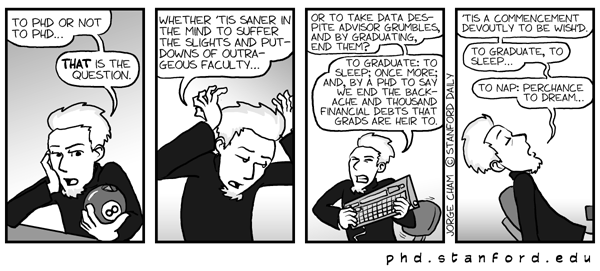 TO PHD OR NOT
TO PHD...
THAT IS THE
QUESTION.
8
WHETHER 'TIS SANER IN
THE MIND TO SUFFER
THE SLIGHTS AND PUT-
DOWNS OF OUTRA-
GEOUS FACULTY...
OR TO TAKE DATA DES-
PITE ADVISOR GRUMBLES,
AND BY GRADUATING,
END THEM?
TO GRADUATE: TO
SLEEP; ONCE MORE;
AND, BY A PHD TO SAY
WE END THE BACK-
ACHE AND THOUSAND
FINANCIAL DEBTS THAT
GRADS ARE HEIR TO.
JORGE CHAM © STANFORD DAILY
'TIS A COMMENCEMENT
DEVOUTLY TO BE WISH'D.
TO GRADUATE, TO
SLEEP...
TO NAP: PERCHANCE
TO DREAM...
phd.stanford.edu